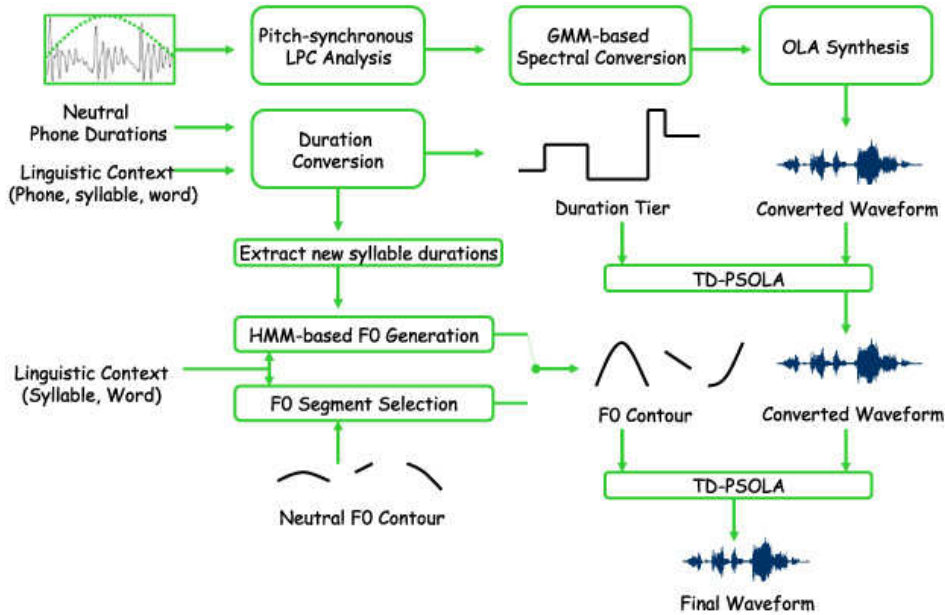 Pitch-synchronous
LPC Analysis
GMM-based
Spectral Conversion
OLA Synthesis
Neutral
Phone Durations
Linguistic Context
(Phone, syllable, word)
Duration
Conversion
Duration Tier
Converted Waveform
Extract new syllable durations
TD-PSOLA
HMM-based F0 Generation
Linguistic Context
(Syllable, Word)
F0 Segment Selection
F0 Contour
Converted Waveform
Neutral F0 Contour
TD-PSOLA
Final Waveform